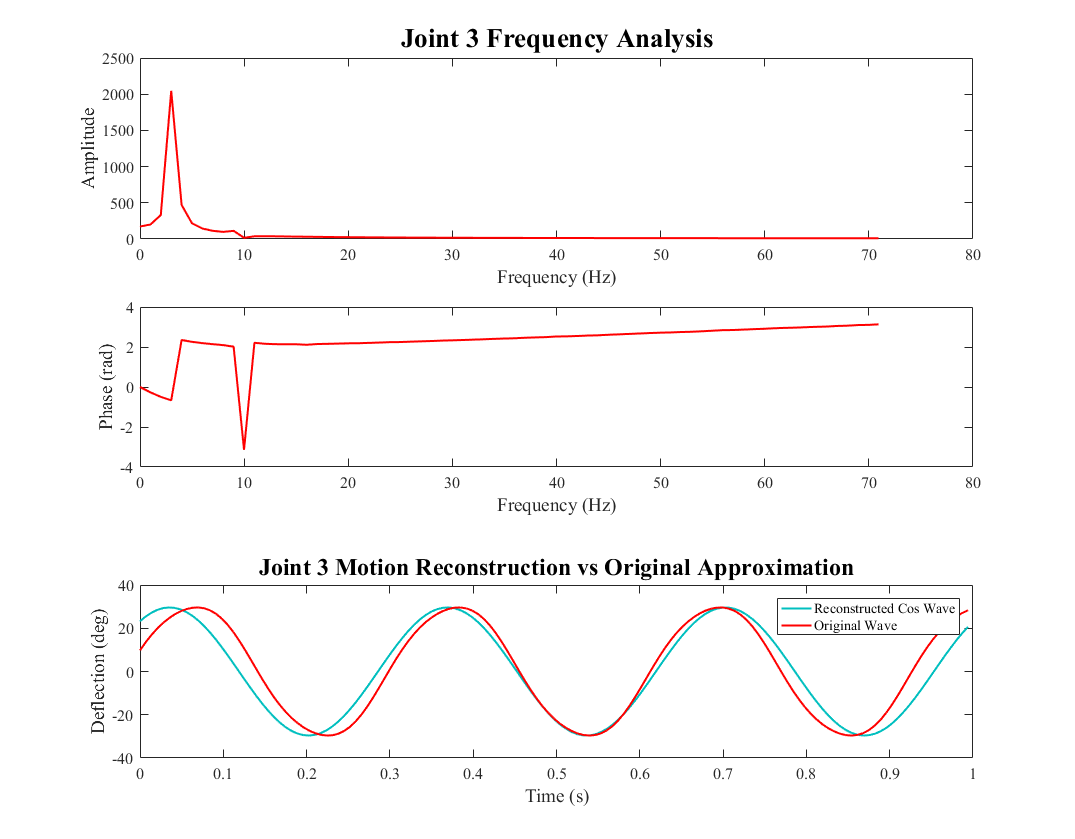 Joint 3 Frequency Analysis
2500
2000
1500
1000
500
0
Amplitude
0 10 20 30 40 50 60 70 80
Frequency (Hz)
4
2
0
-2
-4
Phase (rad)
0 10 20 30 40 50 60 70 80
Frequency (Hz)
Joint 3 Motion Reconstruction vs Original Approximation
40
20
0
-20
-40
Deflection (deg)
Reconstructed Cos Wave
Original Wave
0 0.1 0.2 0.3 0.4 0.5 0.6 0.7 0.8 0.9 1
Time (s)